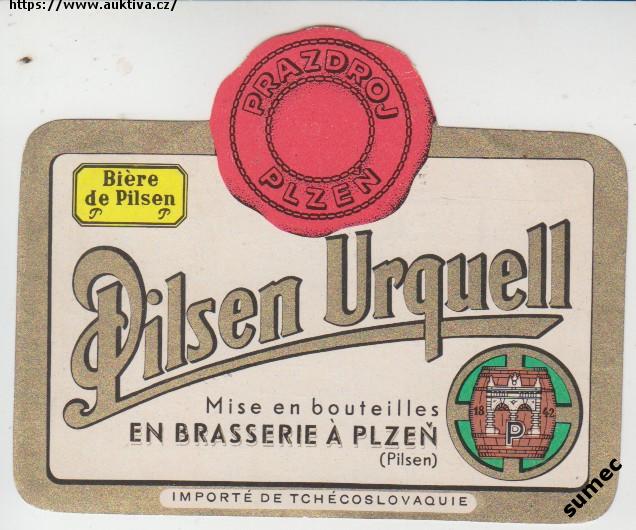 https://www.auktiva.cz/
PRAZDROJ
PLZEŇ
Bière
de Pilsen
P P
Pilsen Urquell
Mise en bouteilles
EN BRASSERIE À PLZEŇ
(Pilsen)
18 42
P
IMPORTÉ DE TCHÉCOSLOVAQUIE
sumec